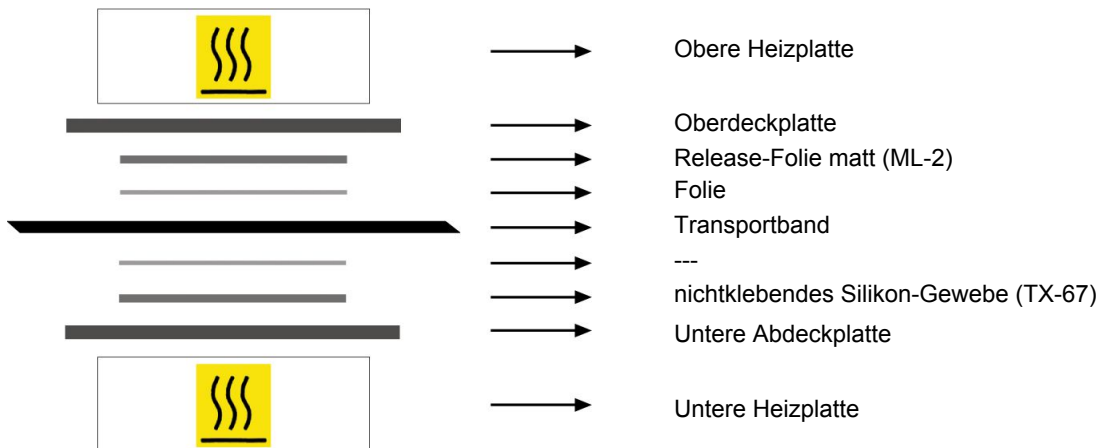 Obere Heizplatte
Oberdeckplatte
Release-Folie matt (ML-2)
Folie
Transportband
---
nichtklebendes Silikon-Gewebe (TX-67)
Untere Abdeckplatte
Untere Heizplatte